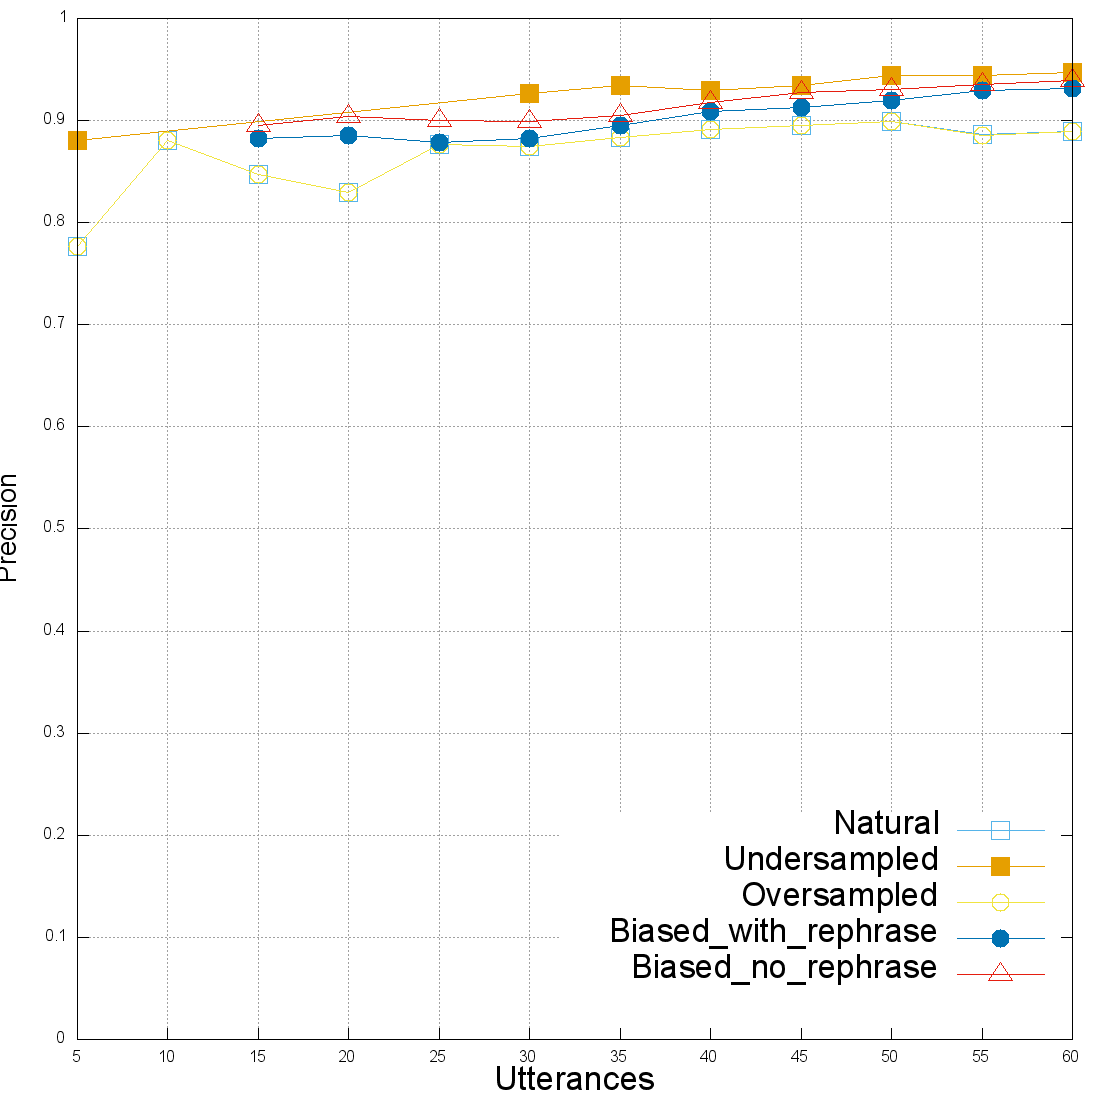 1
0.9
0.8
0.7
0.6
0.5
0.4
0.3
0.2
0.1
0
Precision
Natural
Undersampled
Oversampled
Biased_with_rephrase
Biased_no_rephrase
5 10 15 20 25 30 35 40 45 50 55 60
Utterances